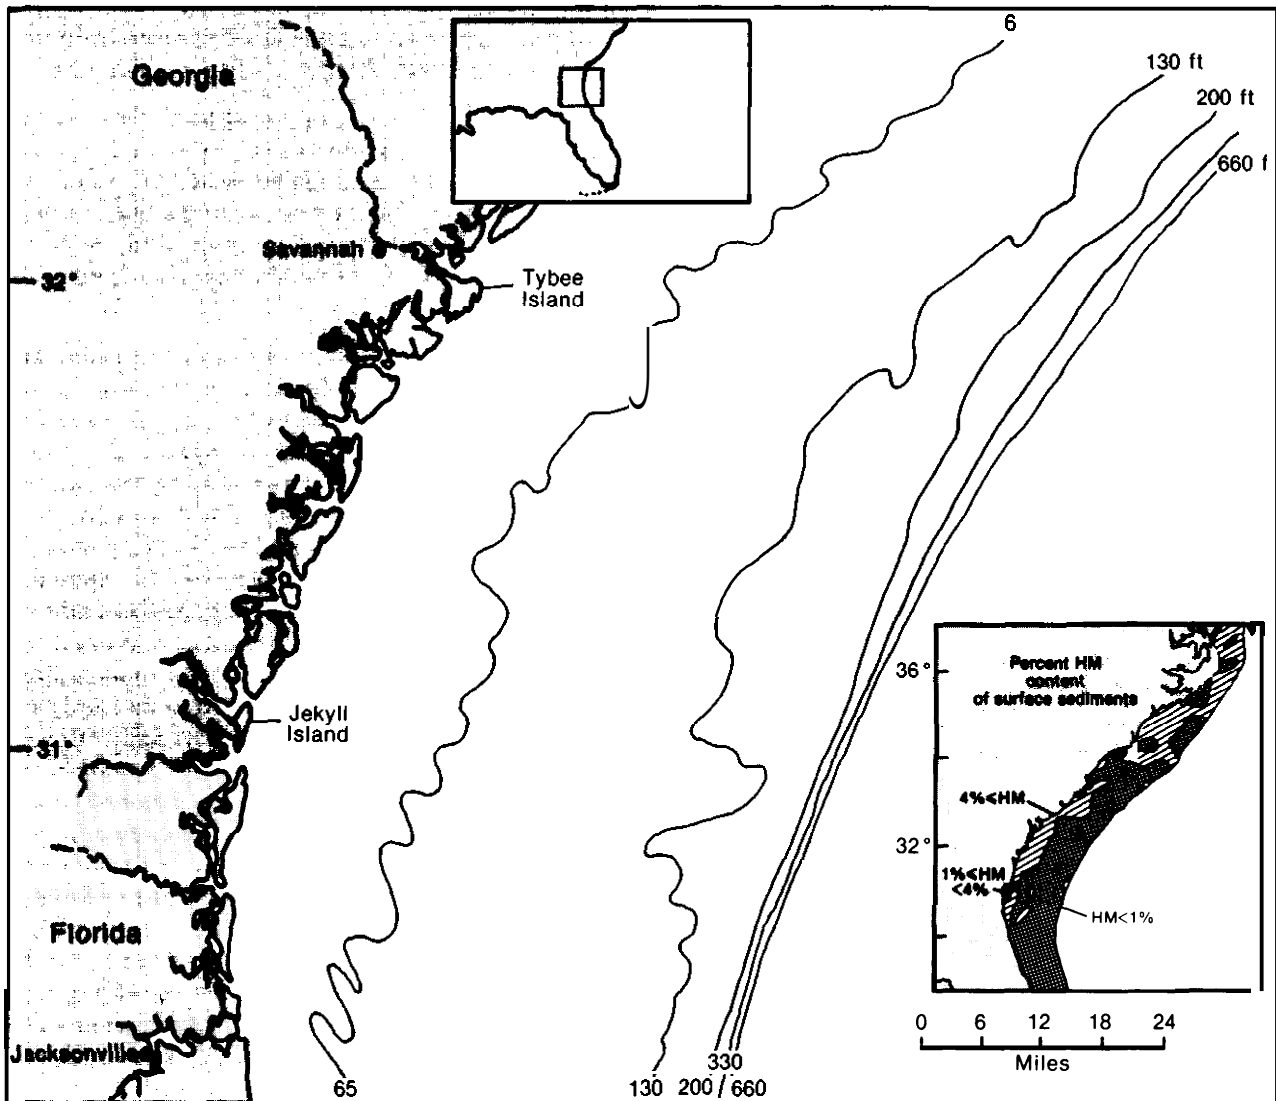 6
130 ft
200 ft
660 f
Georgia
Savannah
32°
Tybee
Island
Jekyll
Island
31°
Florida
Jacksonville
65
130
200
330
660
Percent HM
content
of surface sediments
36°
4%≤HM
32°
1%≤HM
<4%
HM<1%
0 6 12 18 24
Miles